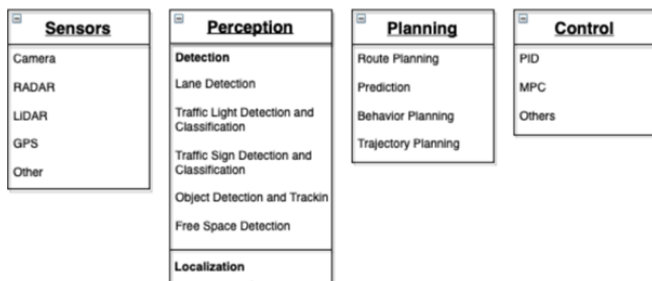 Sensors
Camera
RADAR
LiDAR
GPS
Other
Perception
Detection
Lane Detection
Traffic Light Detection and
Classification
Traffic Sign Detection and
Classification
Object Detection and Trackin
Free Space Detection
Localization
Planning
Route Planning
Prediction
Behavior Planning
Trajectory Planning
Control
PID
MPC
Others